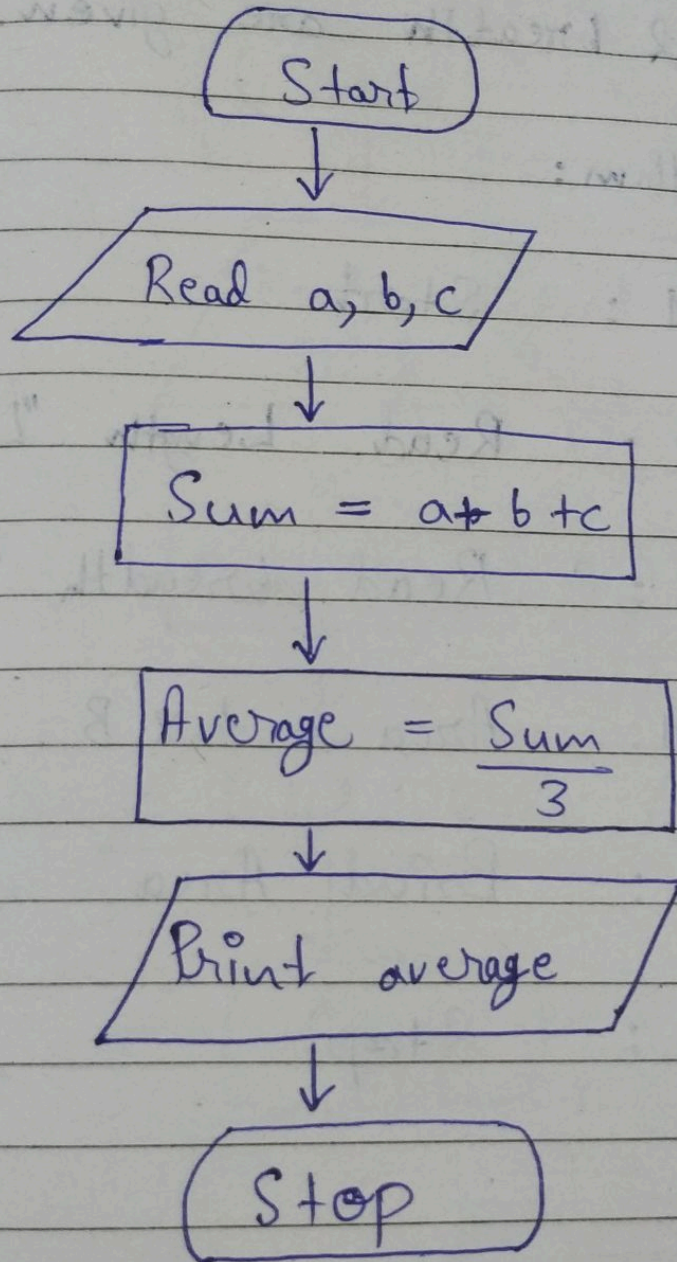 Start
Read a, b, c
Sum = a+b+c
Average = Sum
3
Print average
Stop